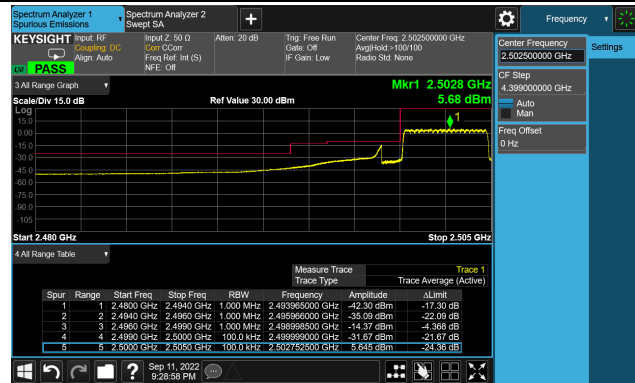 Spectrum Analyzer 1
Spurious Emissions
Spectrum Analyzer 2
Swept SA
+
Frequency
KEYSIGHT
Input: RF
Coupling: DC
Align: Auto
Input Z: 50 Ω
Corr CCorr
Freq Ref: Int (S)
NFE: Off
Atten: 20 dB
Trig: Free Run
Gate: Off
IF Gain: Low
Center Freq: 2.502500000 GHz
Avg|Hold:>100/100
Radio Std: None
PASS
Center Frequency
2.502500000 GHz
Settings
CF Step
4.399000000 GHz
Auto
Man
Freq Offset
0 Hz
3 All Range Graph
Mkr1 2.5028 GHz
5.68 dBm
Scale/Div 15.0 dB
Ref Value 30.00 dBm
Log
15.0
0.00
-15.0
-30.0
-45.0
-60.0
-75.0
-90.0
-105
1
Start 2.480 GHz
Stop 2.505 GHz
4 All Range Table
Measure Trace Trace 1
Trace Type Trace Average (Active)
Spur Range Start Freq Stop Freq RBW Frequency Amplitude ΔLimit
1 1 2.4800 GHz 2.4940 GHz 1.000 MHz 2.493965000 GHz -42.30 dBm -17.30 dB
2 2 2.4940 GHz 2.4960 GHz 1.000 MHz 2.495966000 GHz -35.09 dBm -22.09 dB
3 3 2.4960 GHz 2.4990 GHz 1.000 MHz 2.498998500 GHz -14.37 dBm -4.368 dB
4 4 2.4990 GHz 2.5000 GHz 100.0 kHz 2.499999000 GHz -31.67 dBm -21.67 dB
5 5 2.5000 GHz 2.5050 GHz 100.0 kHz 2.502752500 GHz 5.645 dBm -24.36 dB
?
Sep 11, 2022
9:28:58 PM